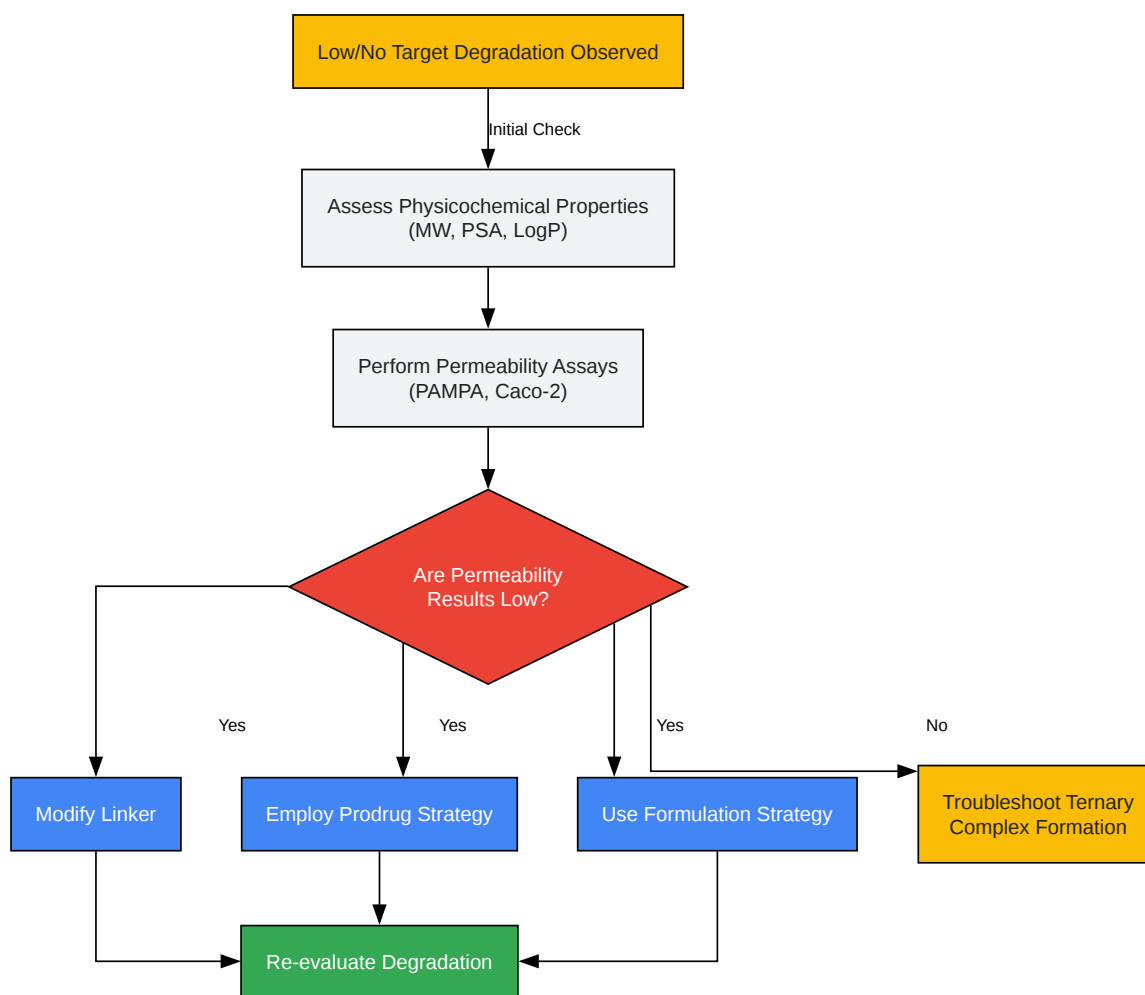 Low/No Target Degradation Observed
Initial Check
Assess Physicochemical Properties
(MW, PSA, LogP)
Perform Permeability Assays
(PAMPA, Caco-2)
Are Permeability
Results Low?
Yes
Yes
Yes
No
Modify Linker
Employ Prodrug Strategy
Use Formulation Strategy
Troubleshoot Ternary
Complex Formation
Re-evaluate Degradation